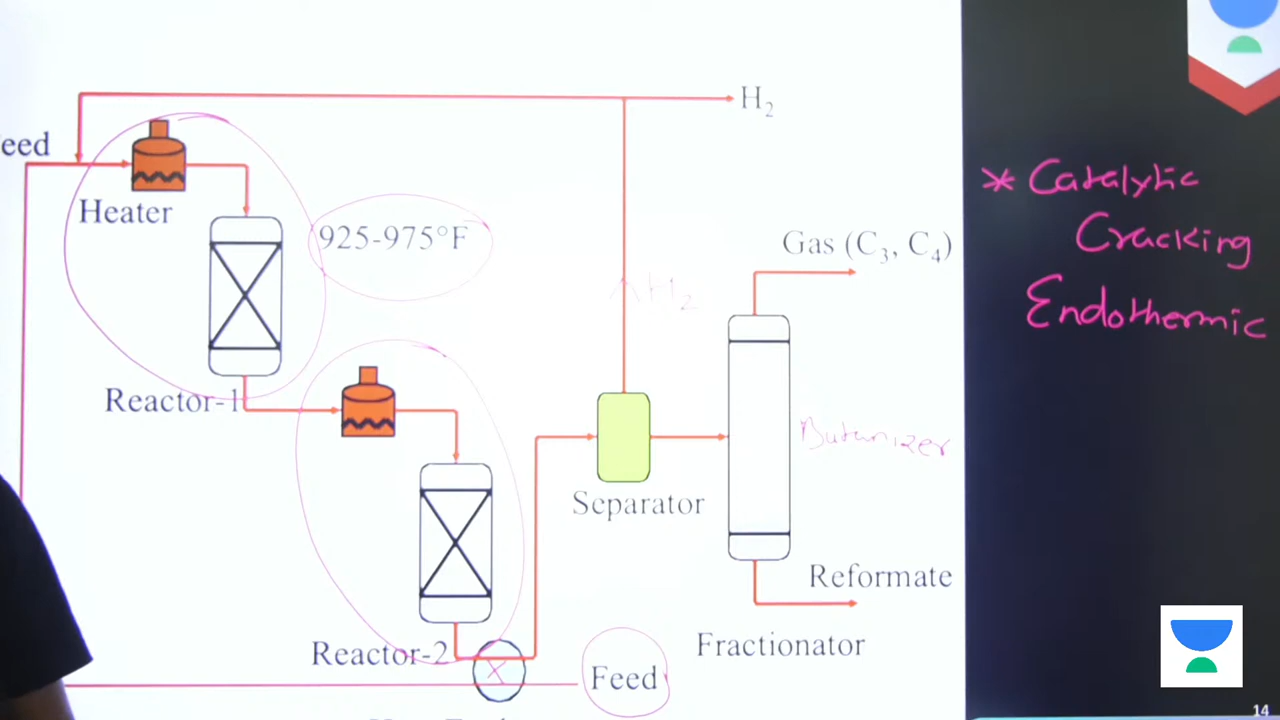 H₂
eed
Heater
925-975°F
Gas (C₃, C₄)
H₂
Reactor-1
Butanizer
Separator
Reformate
Reactor-2
Feed
Fractionator
* Catalytic
Cracking
Endothermic
14